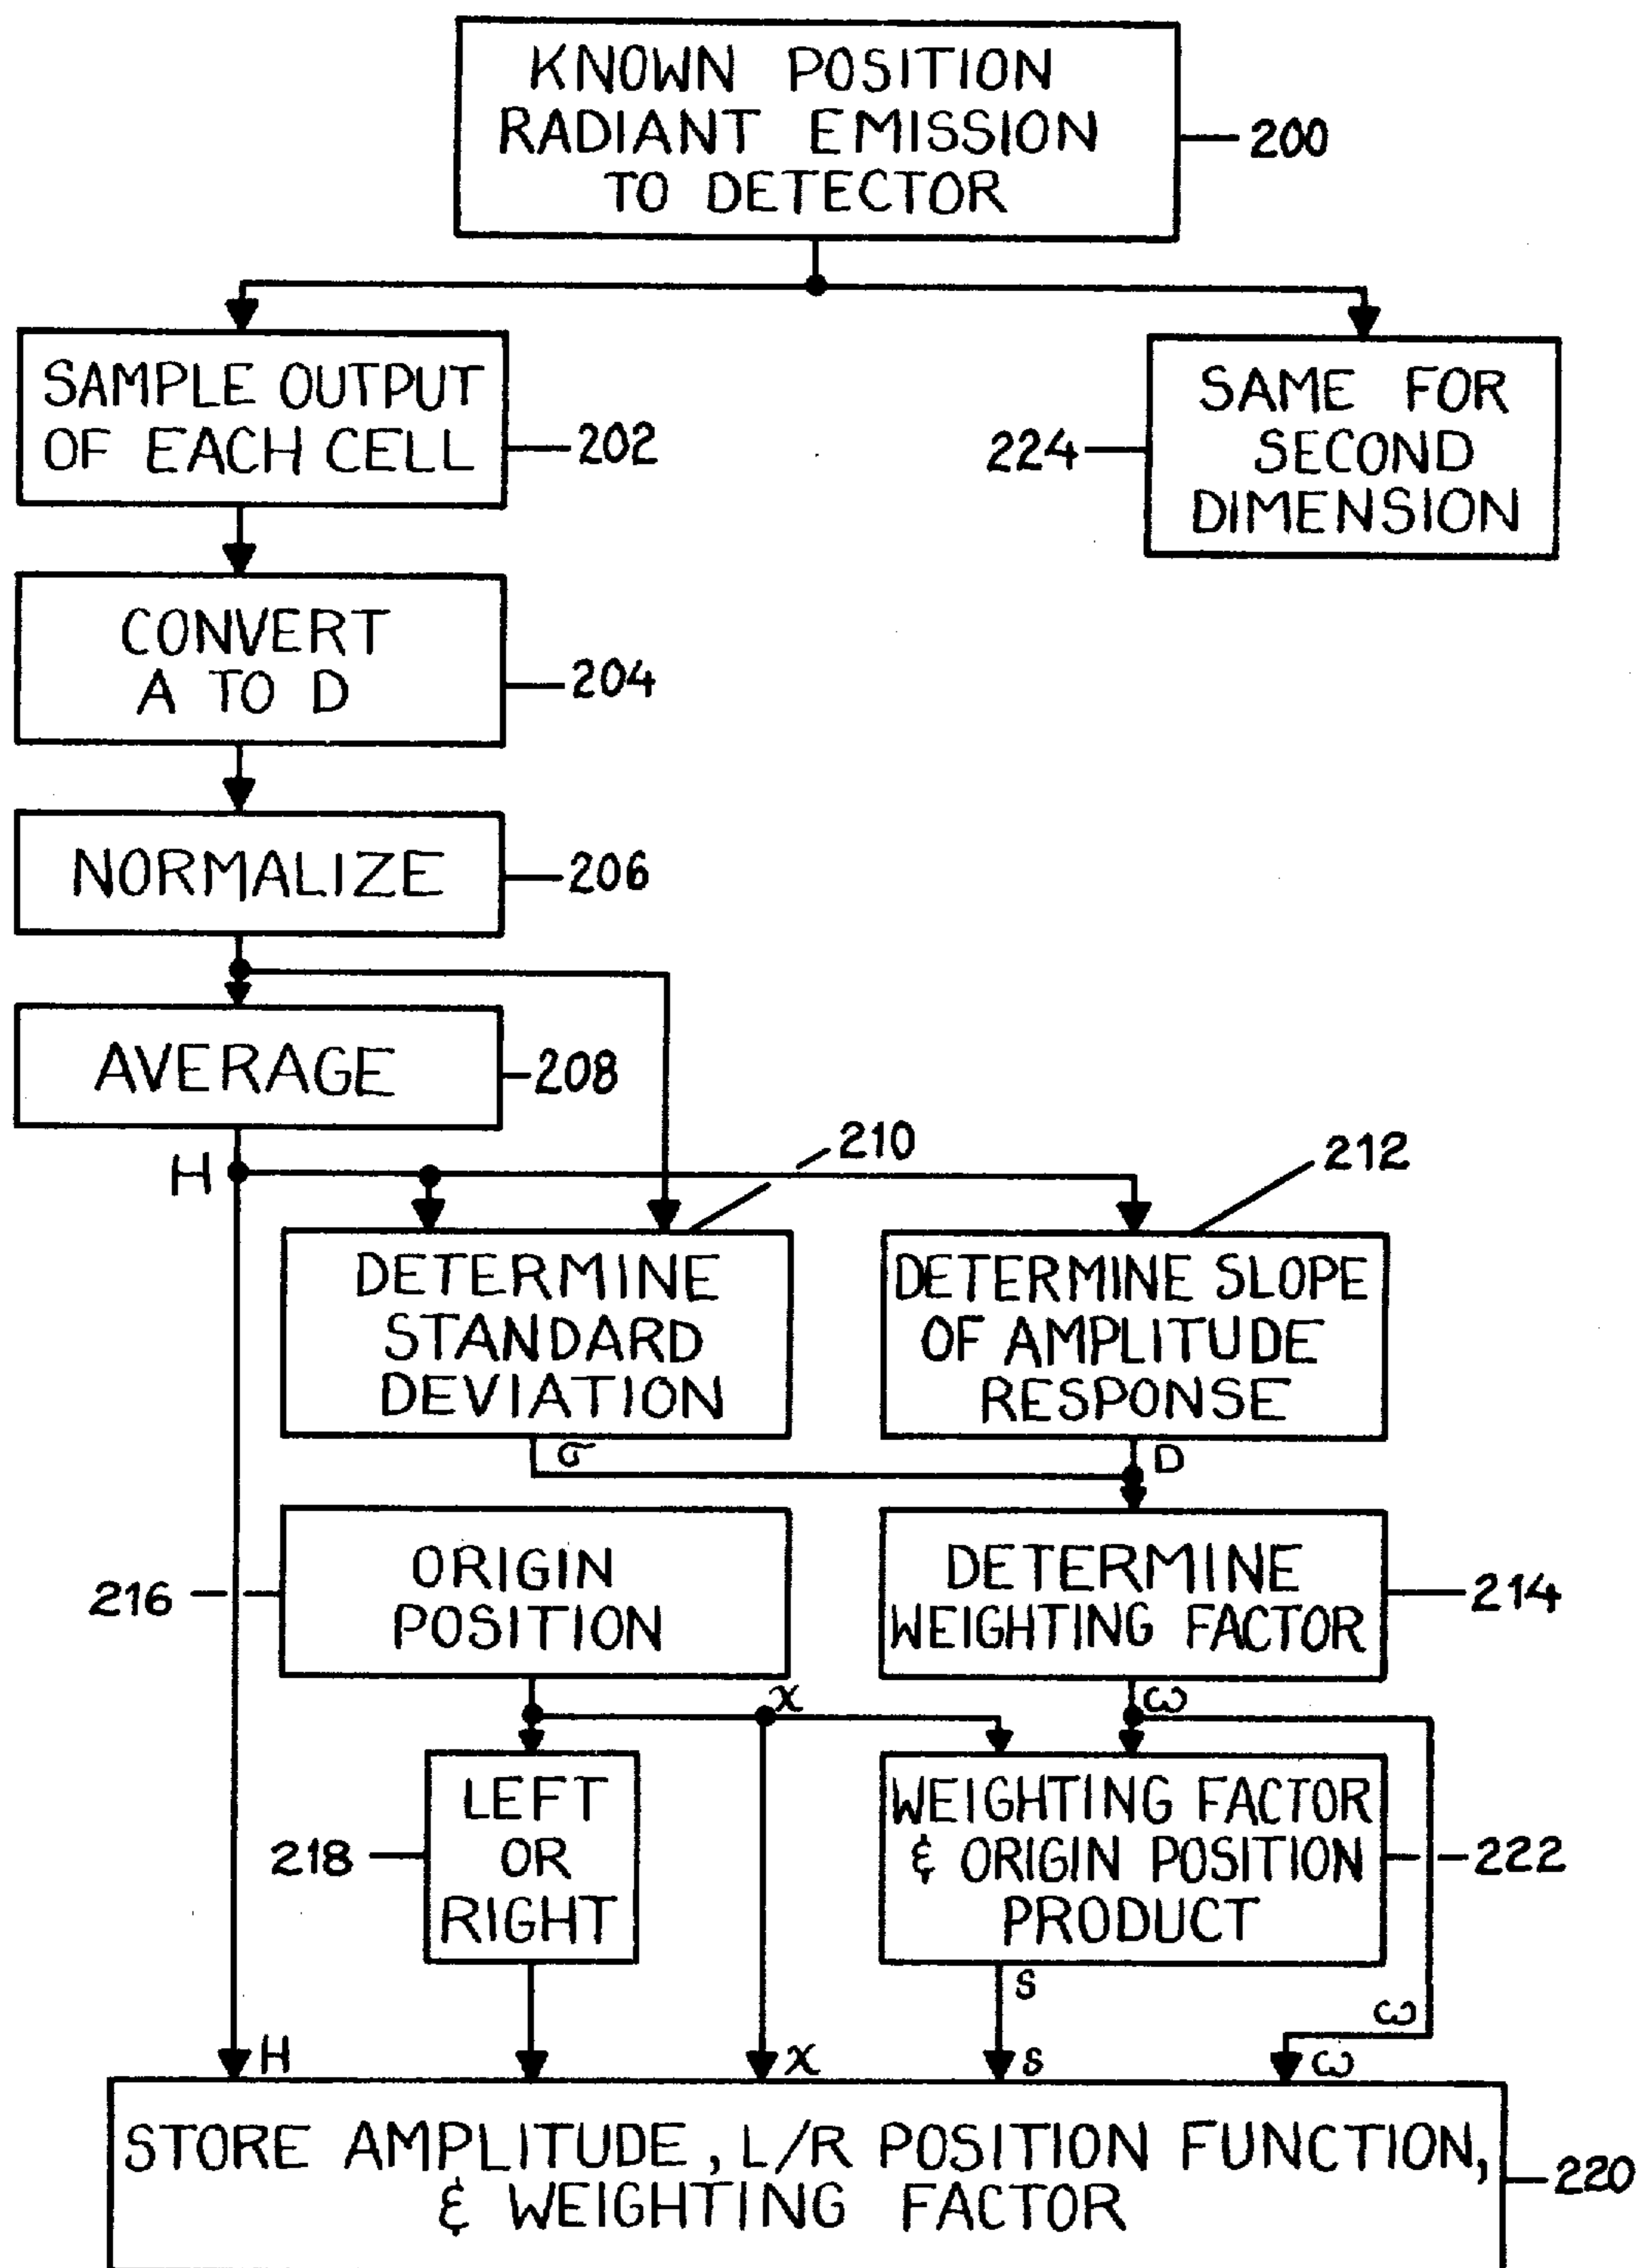 KNOWN POSITION
RADIANT EMISSION
TO DETECTOR
200
SAMPLE OUTPUT
OF EACH CELL
202
224
SAME FOR
SECOND
DIMENSION
CONVERT
A TO D
204
NORMALIZE
206
AVERAGE
208
H
210
212
DETERMINE
STANDARD
DEVIATION
DETERMINE SLOPE
OF AMPLITUDE
RESPONSE
σ
D
216
ORIGIN
POSITION
DETERMINE
WEIGHTING FACTOR
214
x
ω
218
LEFT
OR
RIGHT
WEIGHTING FACTOR
& ORIGIN POSITION
PRODUCT
222
s
ω
H
x
s
ω
STORE AMPLITUDE, L/R POSITION FUNCTION,
& WEIGHTING FACTOR
220